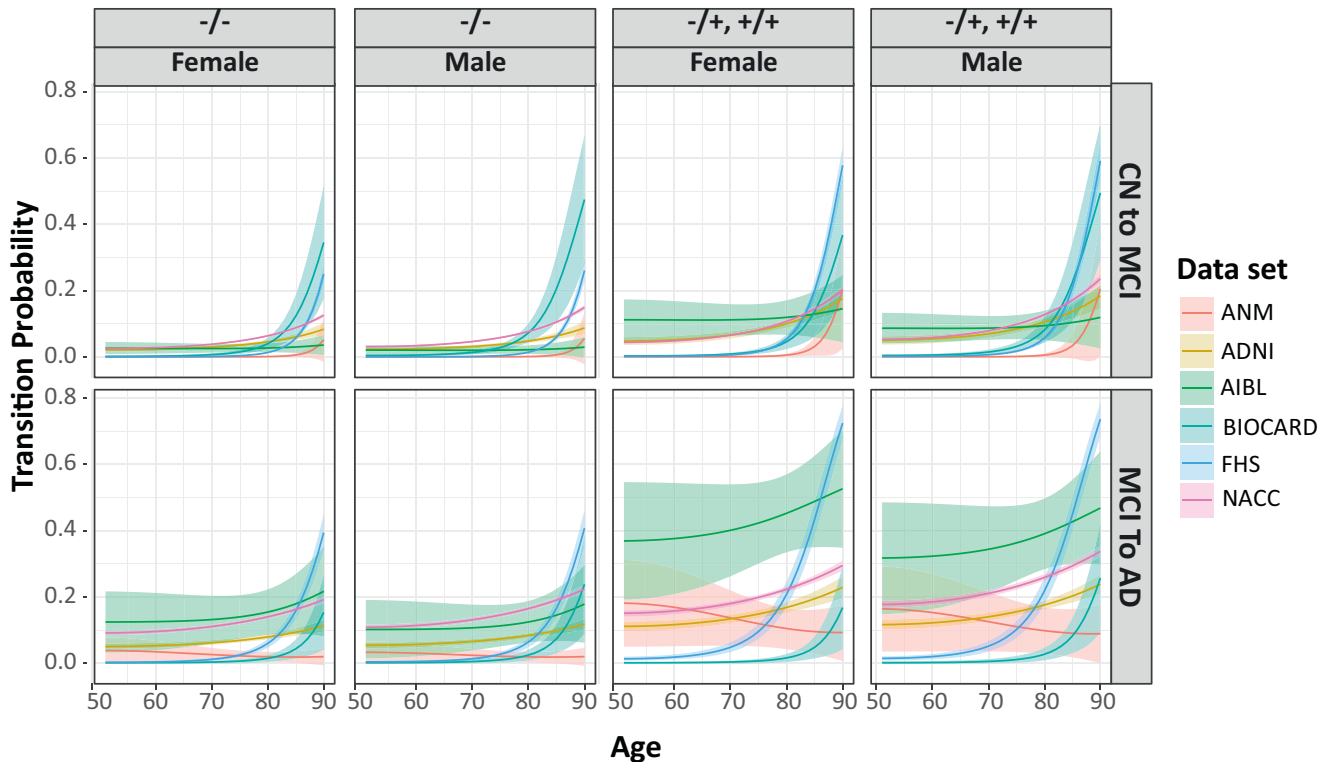 -/- -/- -/+, +/+ -/+, +/+
Female Male Female Male
0.8
0.6
0.4
0.2
0.0
CN to MCI
0.8
0.6
0.4
0.2
0.0
MCI To AD
Transition Probability
50 60 70 80 90 50 60 70 80 90 50 60 70 80 90 50 60 70 80 90
Age
Data set
ANM
ADNI
AIBL
BIOCARD
FHS
NACC